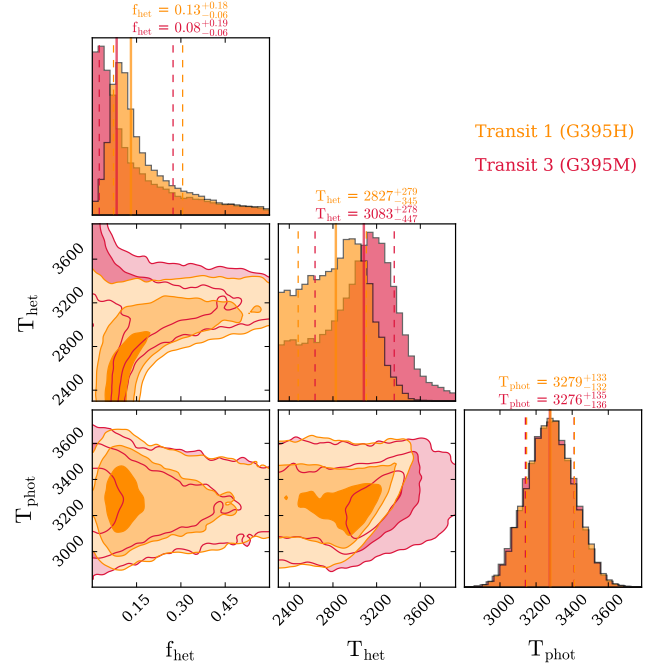 f_het = 0.13^{+0.18}_{-0.06}
f_het = 0.08^{+0.19}_{-0.06}
Transit 1 (G395H)
Transit 3 (G395M)
T_het = 2827^{+279}_{-345}
T_het = 3083^{+278}_{-447}
3600
3200
2800
2400
T_het
T_phot = 3279^{+133}_{-132}
T_phot = 3276^{+135}_{-136}
3600
3400
3200
3000
T_phot
0.15 0.30 0.45
2400 2800 3200 3600
3000 3200 3400 3600
f_het T_het T_phot